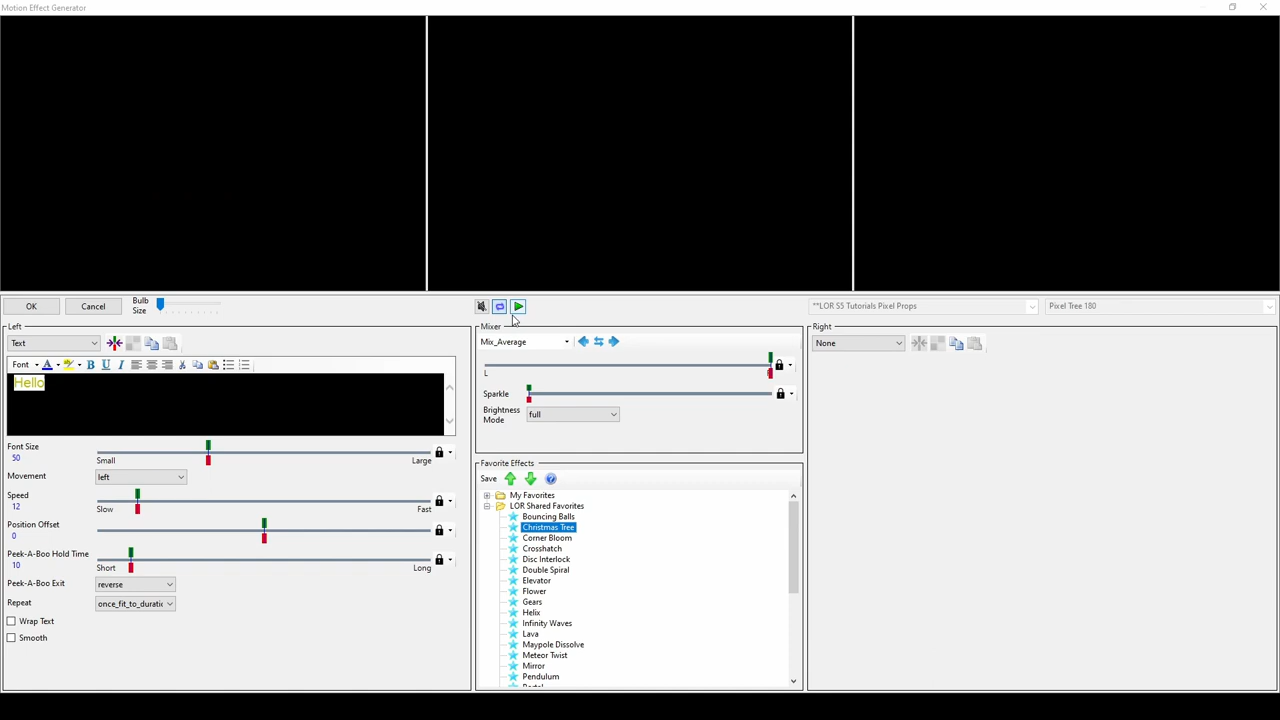 Motion Effect Generator
OK
Cancel
Bulb
Size
**LOR S5 Tutorials Pixel Props
Pixel Tree 180
Left
Text
Font
A
B
U
I
Hello
Font Size
50
Small
Large
Movement
left
Speed
12
Slow
Fast
Position Offset
0
Peek-A-Boo Hold Time
10
Short
Long
Peek-A-Boo Exit
reverse
Repeat
once_fit_to_duratic
Wrap Text
Smooth
Mixer
Mix_Average
L
Sparkle
Brightness
Mode
full
Favorite Effects
Save
My Favorites
LOR Shared Favorites
Bouncing Balls
Christmas Tree
Corner Bloom
Crosshatch
Disc Interlock
Double Spiral
Elevator
Flower
Gears
Helix
Infinity Waves
Lava
Maypole Dissolve
Meteor Twist
Mirror
Pendulum
Right
None